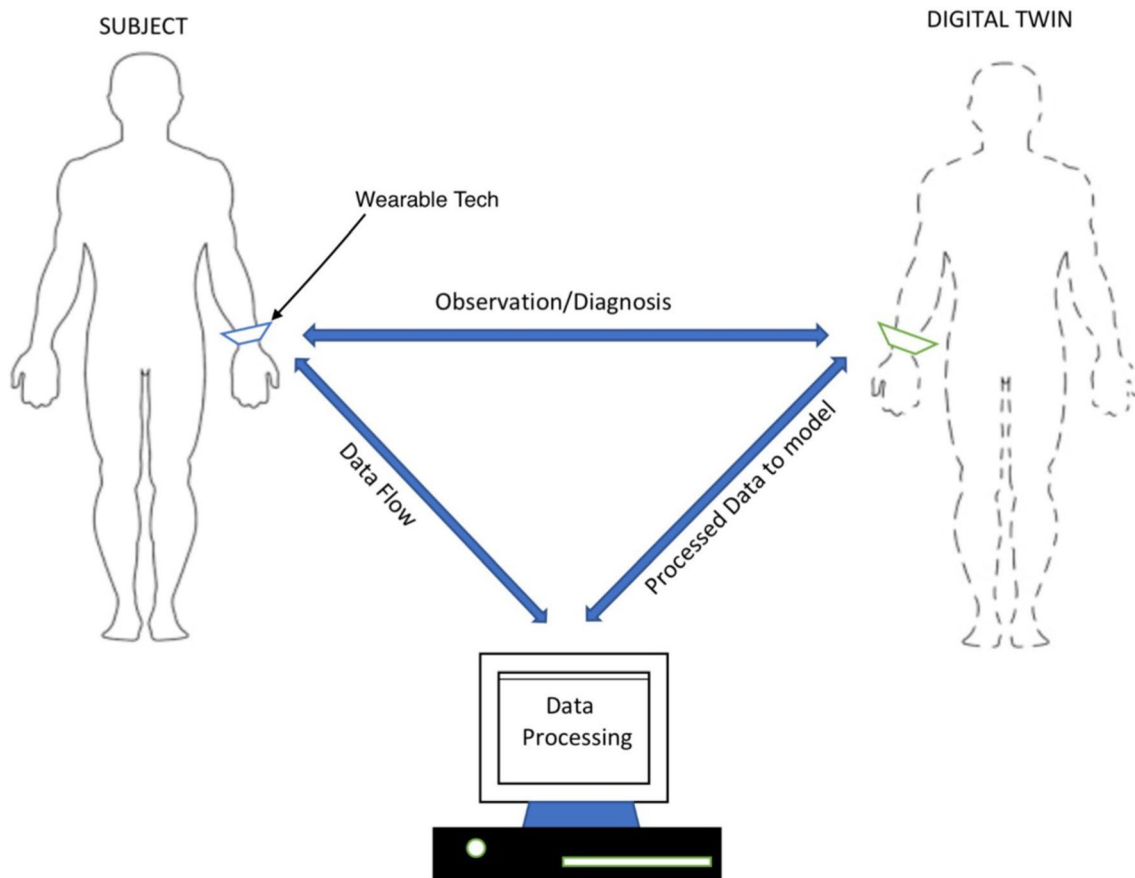 SUBJECT
DIGITAL TWIN
Wearable Tech
Observation/Diagnosis
Data Flow
Processed Data to model
Data
Processing